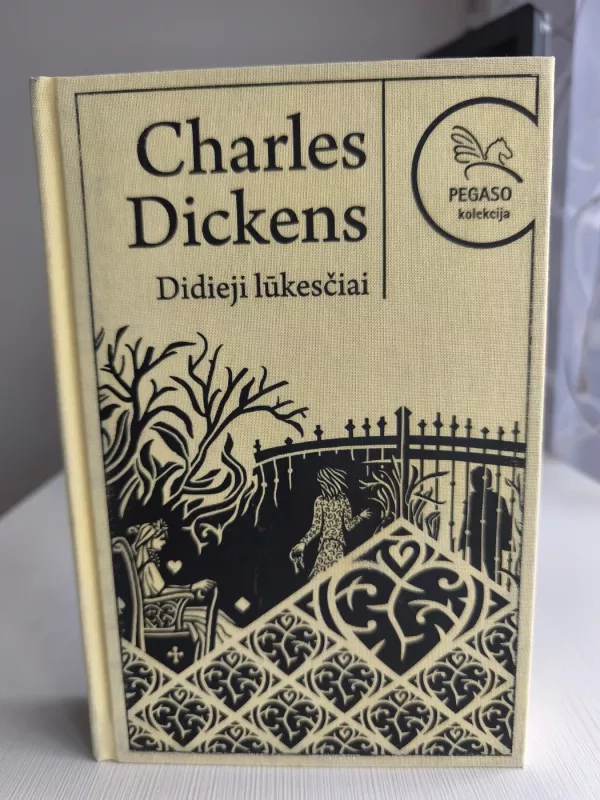 Charles
Dickens
Didieji lūkesčiai
PEGASO
kolekcija